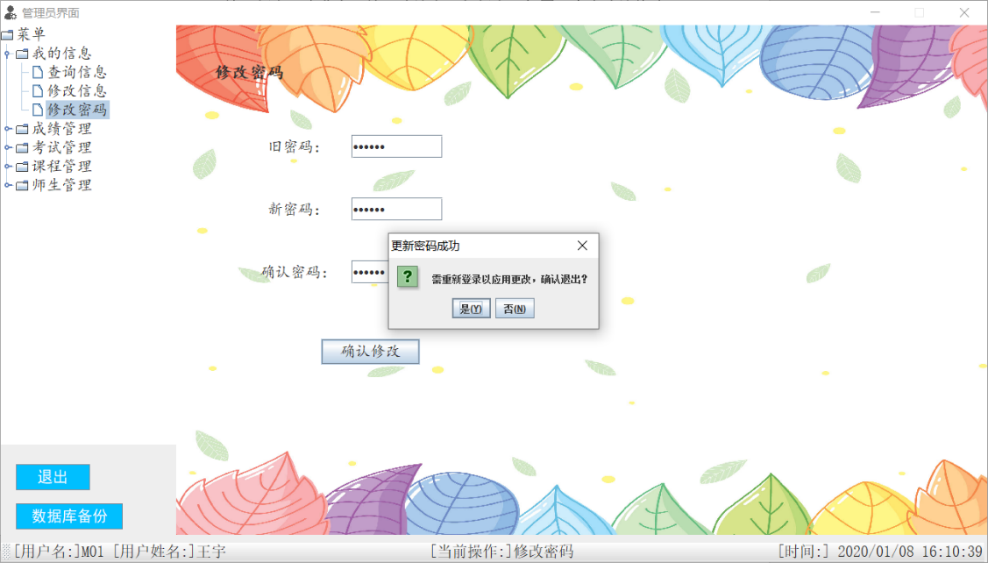 管理员界面
菜单
我的信息
查询信息
修改信息
修改密码
成绩管理
考试管理
课程管理
师生管理
退出
数据库备份
修改密码
旧密码：
新密码：
确认密码：
确认修改
更新密码成功
需重新登录以应用更改，确认退出？
是(Y) 否(N)
[用户名:]M01 [用户姓名:]王宇 [当前操作:]修改密码 [时间:] 2020/01/08 16:10:39